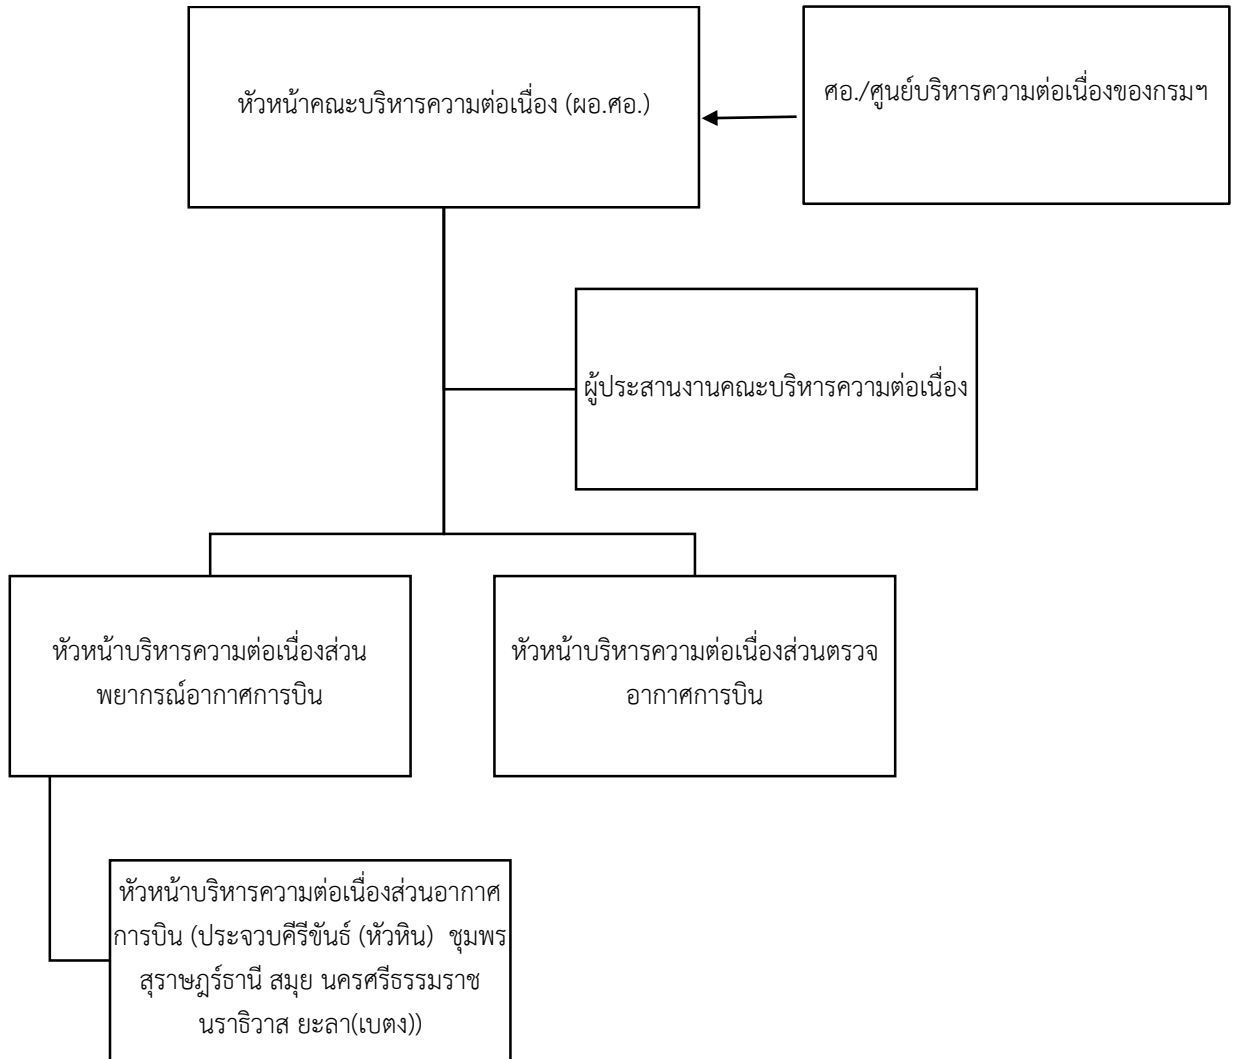 หัวหน้าคณะบริหารความต่อเนื่อง (ผอ.ศอ.)
ศอ./ศูนย์บริหารความต่อเนื่องของกรมฯ
ผู้ประสานงานคณะบริหารความต่อเนื่อง
หัวหน้าบริหารความต่อเนื่องส่วน
พยากรณ์อากาศการบิน
หัวหน้าบริหารความต่อเนื่องส่วนตรวจ
อากาศการบิน
หัวหน้าบริหารความต่อเนื่องส่วนอากาศ
การบิน (ประจวบคีรีขันธ์ (หัวหิน) ชุมพร
สุราษฎร์ธานี สมุย นครศรีธรรมราช
นราธิวาส ยะลา(เบตง))